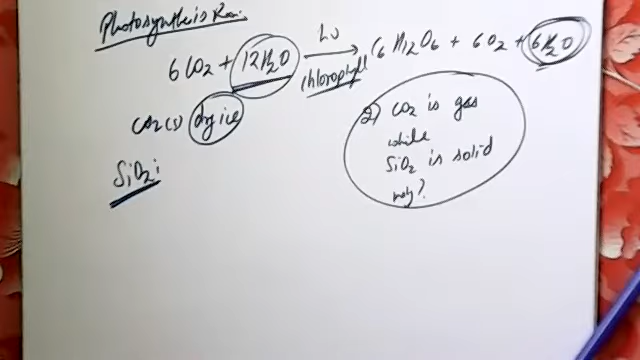 Photosynthesis Rxn:
6CO2 + 12H2O hυ → chlorophyll C6H12O6 + 6O2 + 6H2O
CO2(s) dry ice
SiO2:
2) CO2 is gas
while
SiO2 is solid
why?